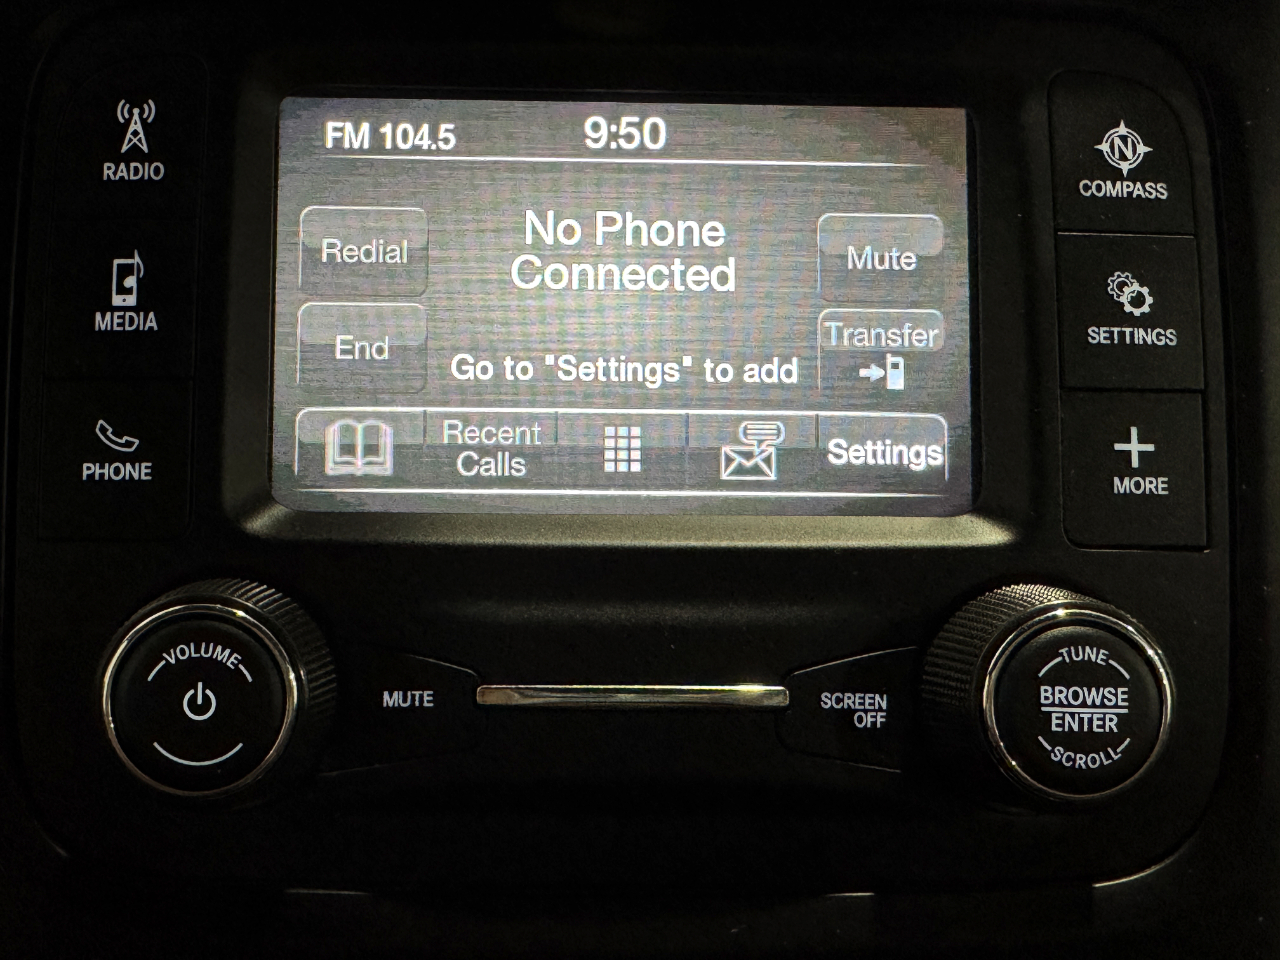 RADIO
MEDIA
PHONE
FM 104.5
9:50
Redial
No Phone
Connected
Mute
End
Go to "Settings" to add
Transfer
Recent
Calls
Settings
N
COMPASS
SETTINGS
MORE
VOLUME
MUTE
SCREEN
OFF
TUNE
BROWSE
ENTER
SCROLL